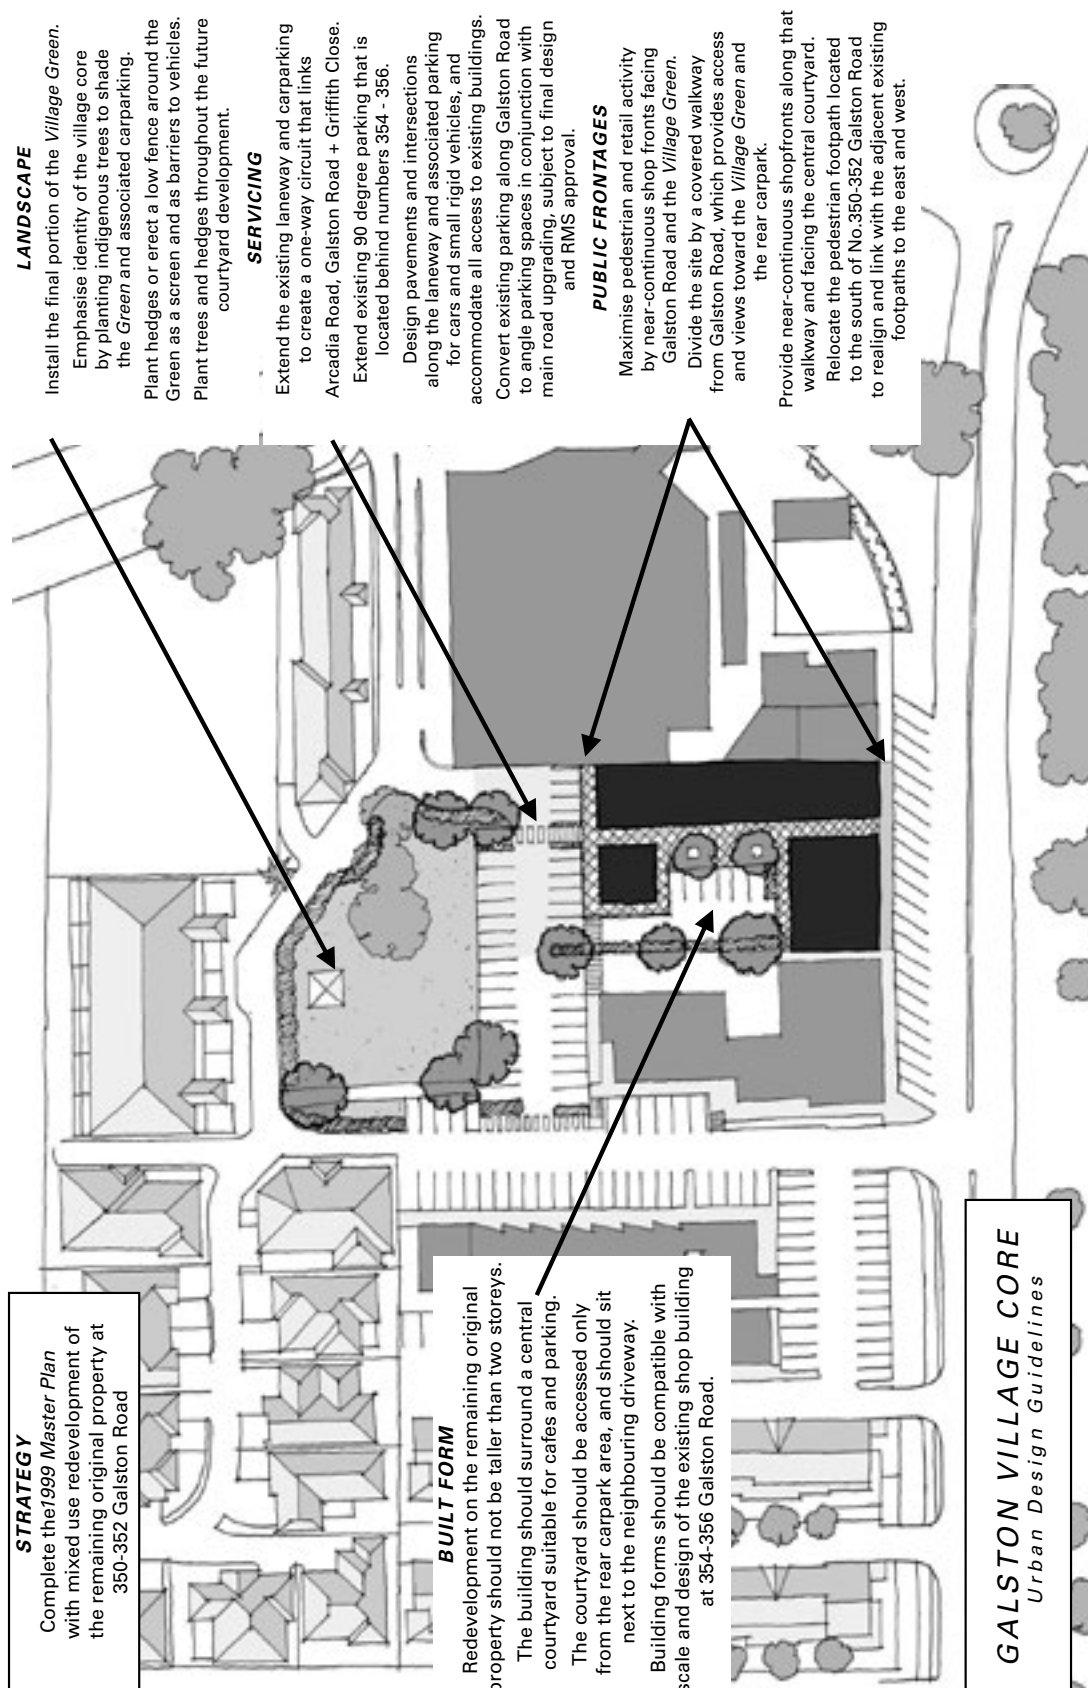 STRATEGY
Complete the1999 Master Plan
with mixed use redevelopment of
the remaining original property at
350-352 Galston Road
BUILT FORM
Redevelopment on the remaining original
property should not be taller than two storeys.
The building should surround a central
courtyard suitable for cafes and parking.
The courtyard should be accessed only
from the rear carpark area, and should sit
next to the neighbouring driveway.
Building forms should be compatible with
scale and design of the existing shop building
at 354-356 Galston Road.
LANDSCAPE
Install the final portion of the Village Green.
Emphasise identity of the village core
by planting indigenous trees to shade
the Green and associated carparking.
Plant hedges or erect a low fence around the
Green as a screen and as barriers to vehicles.
Plant trees and hedges throughout the future
courtyard development.
SERVICING
Extend the existing laneway and carparking
to create a one-way circuit that links
Arcadia Road, Galston Road + Griffith Close.
Extend existing 90 degree parking that is
located behind numbers 354 - 356.
Design pavements and intersections
along the laneway and associated parking
for cars and small rigid vehicles, and
accommodate all access to existing buildings.
Convert existing parking along Galston Road
to angle parking spaces in conjunction with
main road upgrading, subject to final design
and RMS approval.
PUBLIC FRONTAGES
Maximise pedestrian and retail activity
by near-continuous shop fronts facing
Galston Road and the Village Green.
Divide the site by a covered walkway
from Galston Road, which provides access
and views toward the Village Green and
the rear carpark.
Provide near-continuous shopfronts along that
walkway and facing the central courtyard.
Relocate the pedestrian footpath located
to the south of No.350-352 Galston Road
to realign and link with the adjacent existing
footpaths to the east and west.
GALSTON VILLAGE CORE
Urban Design Guidelines